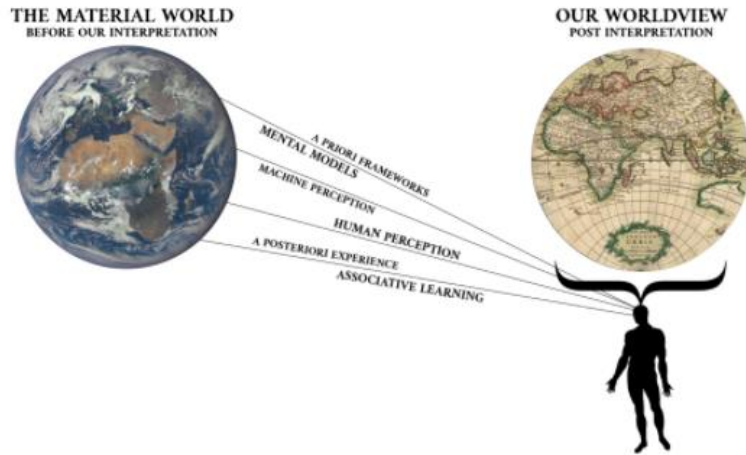 THE MATERIAL WORLD
BEFORE OUR INTERPRETATION
OUR WORLDVIEW
POST INTERPRETATION
A PRIORI FRAMEWORKS
MENTAL MODELS
MACHINE PERCEPTION
HUMAN PERCEPTION
A POSTERIORI EXPERIENCE
ASSOCIATIVE LEARNING